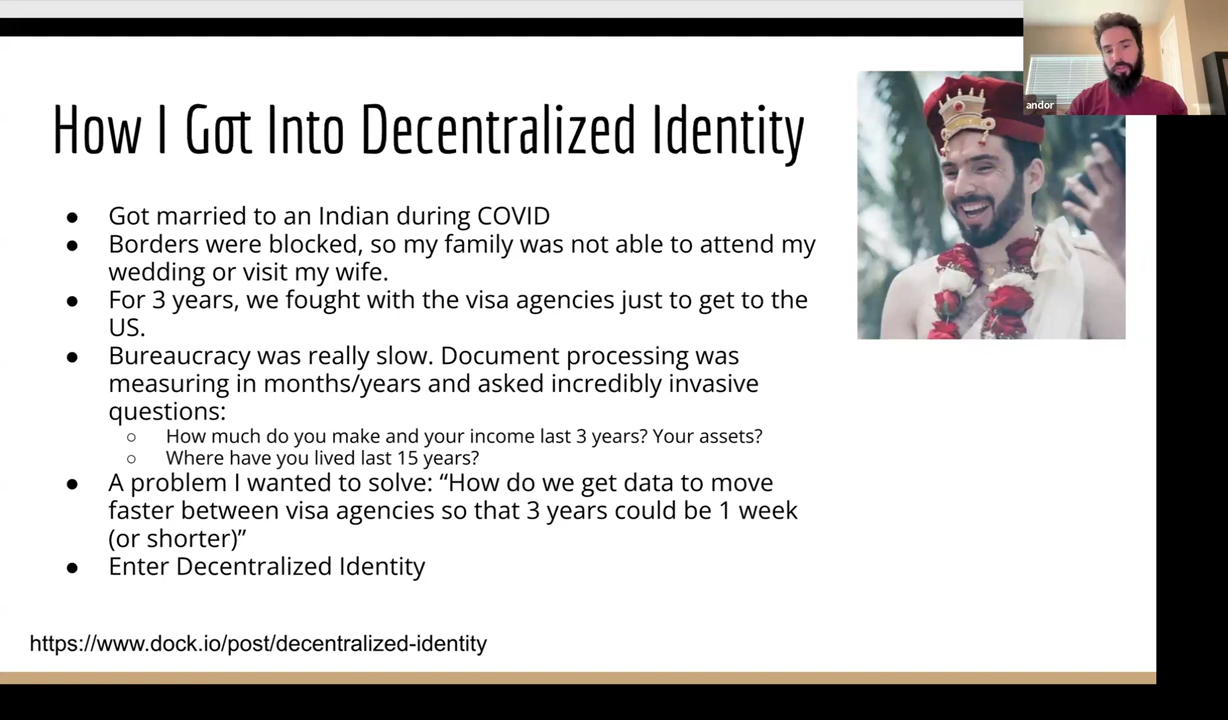 How I Got Into Decentralized Identity
andor
● Got married to an Indian during COVID
● Borders were blocked, so my family was not able to attend my
wedding or visit my wife.
● For 3 years, we fought with the visa agencies just to get to the
US.
● Bureaucracy was really slow. Document processing was
measuring in months/years and asked incredibly invasive
questions:
○ How much do you make and your income last 3 years? Your assets?
○ Where have you lived last 15 years?
● A problem I wanted to solve: “How do we get data to move
faster between visa agencies so that 3 years could be 1 week
(or shorter)”
● Enter Decentralized Identity
https://www.dock.io/post/decentralized-identity